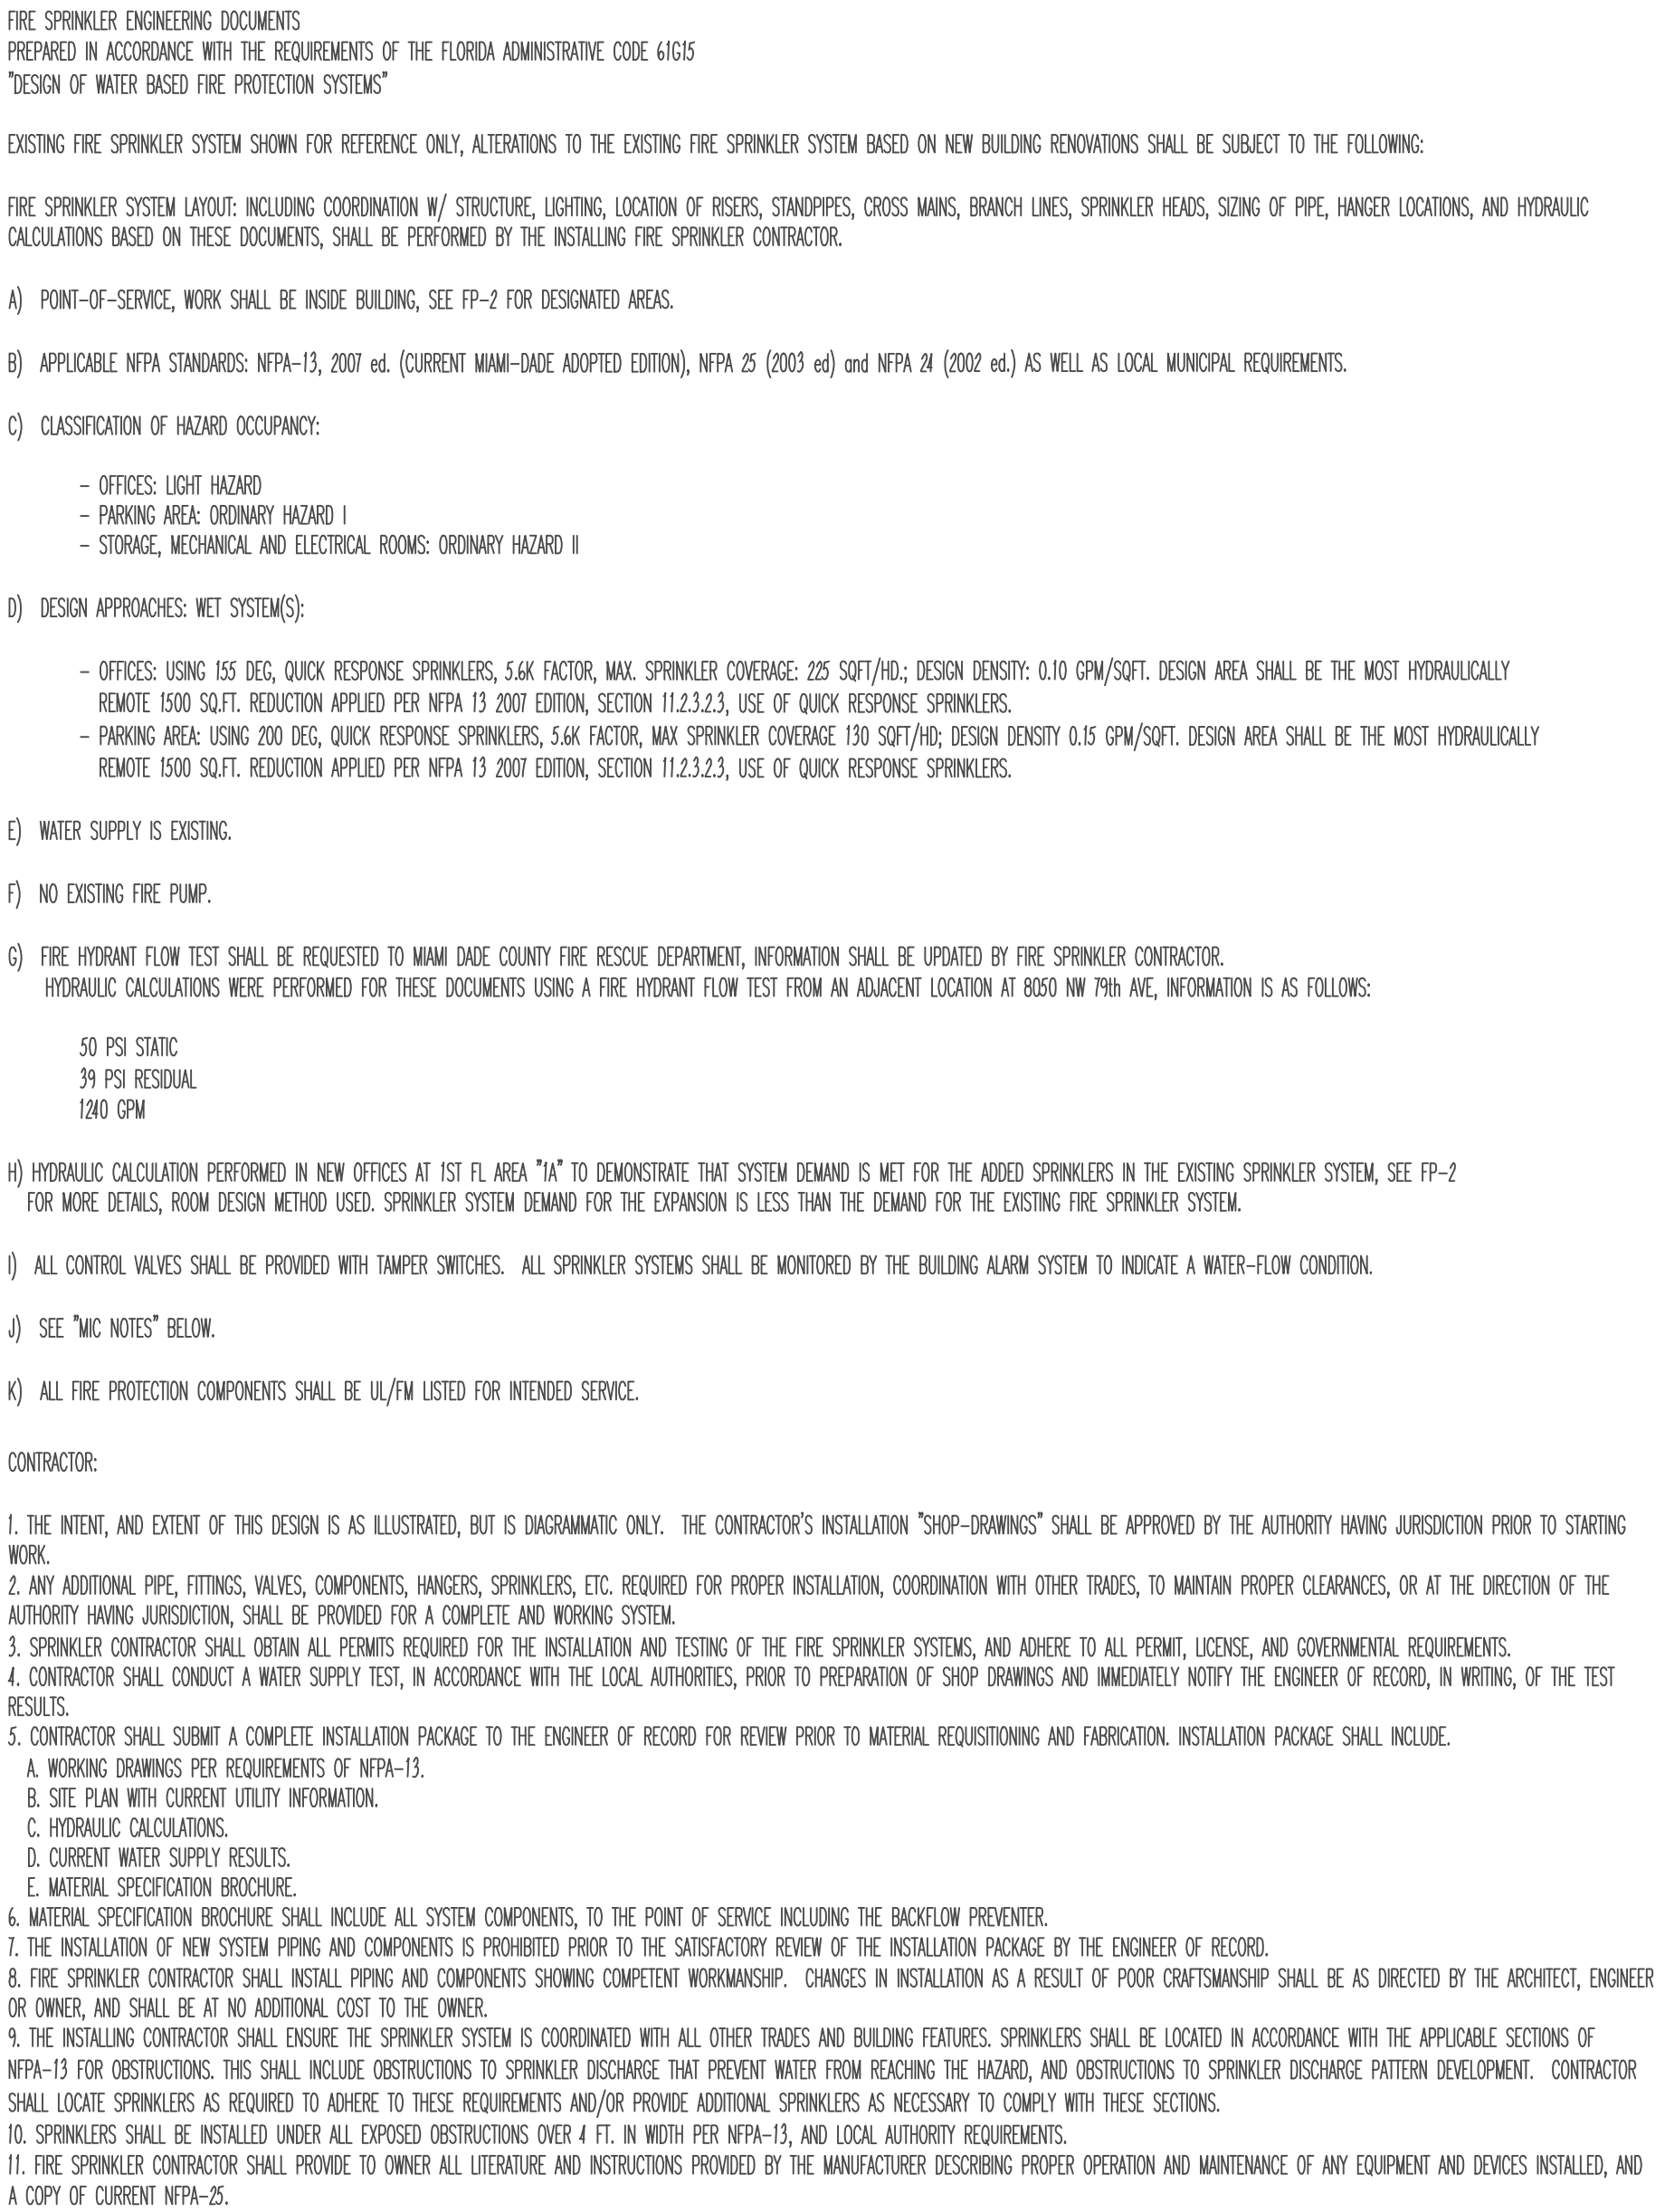 FIRE SPRINKLER ENGINEERING DOCUMENTS
PREPARED IN ACCORDANCE WITH THE REQUIREMENTS OF THE FLORIDA ADMINISTRATIVE CODE 61G15
"DESIGN OF WATER BASED FIRE PROTECTION SYSTEMS"
EXISTING FIRE SPRINKLER SYSTEM SHOWN FOR REFERENCE ONLY, ALTERATIONS TO THE EXISTING FIRE SPRINKLER SYSTEM BASED ON NEW BUILDING RENOVATIONS SHALL BE SUBJECT TO THE FOLLOWING:
FIRE SPRINKLER SYSTEM LAYOUT: INCLUDING COORDINATION W/ STRUCTURE, LIGHTING, LOCATION OF RISERS, STANDPIPES, CROSS MAINS, BRANCH LINES, SPRINKLER HEADS, SIZING OF PIPE, HANGER LOCATIONS, AND HYDRAULIC
CALCULATIONS BASED ON THESE DOCUMENTS, SHALL BE PERFORMED BY THE INSTALLING FIRE SPRINKLER CONTRACTOR.
A) POINT-OF-SERVICE, WORK SHALL BE INSIDE BUILDING, SEE FP-2 FOR DESIGNATED AREAS.
B) APPLICABLE NFPA STANDARDS: NFPA-13, 2007 ed. (CURRENT MIAMI-DADE ADOPTED EDITION), NFPA 25 (2003 ed) and NFPA 24 (2002 ed.) AS WELL AS LOCAL MUNICIPAL REQUIREMENTS.
C) CLASSIFICATION OF HAZARD OCCUPANCY:
- OFFICES: LIGHT HAZARD
- PARKING AREA: ORDINARY HAZARD I
- STORAGE, MECHANICAL AND ELECTRICAL ROOMS: ORDINARY HAZARD II
D) DESIGN APPROACHES: WET SYSTEM(S):
- OFFICES: USING 155 DEG, QUICK RESPONSE SPRINKLERS, 5.6K FACTOR, MAX. SPRINKLER COVERAGE: 225 SQFT/HD.; DESIGN DENSITY: 0.10 GPM/SQFT. DESIGN AREA SHALL BE THE MOST HYDRAULICALLY
REMOTE 1500 SQ.FT. REDUCTION APPLIED PER NFPA 13 2007 EDITION, SECTION 11.2.3.2.3, USE OF QUICK RESPONSE SPRINKLERS.
- PARKING AREA: USING 200 DEG, QUICK RESPONSE SPRINKLERS, 5.6K FACTOR, MAX SPRINKLER COVERAGE 130 SQFT/HD; DESIGN DENSITY 0.15 GPM/SQFT. DESIGN AREA SHALL BE THE MOST HYDRAULICALLY
REMOTE 1500 SQ.FT. REDUCTION APPLIED PER NFPA 13 2007 EDITION, SECTION 11.2.3.2.3, USE OF QUICK RESPONSE SPRINKLERS.
E) WATER SUPPLY IS EXISTING.
F) NO EXISTING FIRE PUMP.
G) FIRE HYDRANT FLOW TEST SHALL BE REQUESTED TO MIAMI DADE COUNTY FIRE RESCUE DEPARTMENT, INFORMATION SHALL BE UPDATED BY FIRE SPRINKLER CONTRACTOR.
HYDRAULIC CALCULATIONS WERE PERFORMED FOR THESE DOCUMENTS USING A FIRE HYDRANT FLOW TEST FROM AN ADJACENT LOCATION AT 8050 NW 79th AVE, INFORMATION IS AS FOLLOWS:
50 PSI STATIC
39 PSI RESIDUAL
1240 GPM
H) HYDRAULIC CALCULATION PERFORMED IN NEW OFFICES AT 1ST FL AREA "1A" TO DEMONSTRATE THAT SYSTEM DEMAND IS MET FOR THE ADDED SPRINKLERS IN THE EXISTING SPRINKLER SYSTEM, SEE FP-2
FOR MORE DETAILS, ROOM DESIGN METHOD USED. SPRINKLER SYSTEM DEMAND FOR THE EXPANSION IS LESS THAN THE DEMAND FOR THE EXISTING FIRE SPRINKLER SYSTEM.
I) ALL CONTROL VALVES SHALL BE PROVIDED WITH TAMPER SWITCHES. ALL SPRINKLER SYSTEMS SHALL BE MONITORED BY THE BUILDING ALARM SYSTEM TO INDICATE A WATER-FLOW CONDITION.
J) SEE "MIC NOTES" BELOW.
K) ALL FIRE PROTECTION COMPONENTS SHALL BE UL/FM LISTED FOR INTENDED SERVICE.
CONTRACTOR:
1. THE INTENT, AND EXTENT OF THIS DESIGN IS AS ILLUSTRATED, BUT IS DIAGRAMMATIC ONLY. THE CONTRACTOR'S INSTALLATION "SHOP-DRAWINGS" SHALL BE APPROVED BY THE AUTHORITY HAVING JURISDICTION PRIOR TO STARTING
WORK.
2. ANY ADDITIONAL PIPE, FITTINGS, VALVES, COMPONENTS, HANGERS, SPRINKLERS, ETC. REQUIRED FOR PROPER INSTALLATION, COORDINATION WITH OTHER TRADES, TO MAINTAIN PROPER CLEARANCES, OR AT THE DIRECTION OF THE
AUTHORITY HAVING JURISDICTION, SHALL BE PROVIDED FOR A COMPLETE AND WORKING SYSTEM.
3. SPRINKLER CONTRACTOR SHALL OBTAIN ALL PERMITS REQUIRED FOR THE INSTALLATION AND TESTING OF THE FIRE SPRINKLER SYSTEMS, AND ADHERE TO ALL PERMIT, LICENSE, AND GOVERNMENTAL REQUIREMENTS.
4. CONTRACTOR SHALL CONDUCT A WATER SUPPLY TEST, IN ACCORDANCE WITH THE LOCAL AUTHORITIES, PRIOR TO PREPARATION OF SHOP DRAWINGS AND IMMEDIATELY NOTIFY THE ENGINEER OF RECORD, IN WRITING, OF THE TEST
RESULTS.
5. CONTRACTOR SHALL SUBMIT A COMPLETE INSTALLATION PACKAGE TO THE ENGINEER OF RECORD FOR REVIEW PRIOR TO MATERIAL REQUISITIONING AND FABRICATION. INSTALLATION PACKAGE SHALL INCLUDE.
A. WORKING DRAWINGS PER REQUIREMENTS OF NFPA-13.
B. SITE PLAN WITH CURRENT UTILITY INFORMATION.
C. HYDRAULIC CALCULATIONS.
D. CURRENT WATER SUPPLY RESULTS.
E. MATERIAL SPECIFICATION BROCHURE.
6. MATERIAL SPECIFICATION BROCHURE SHALL INCLUDE ALL SYSTEM COMPONENTS, TO THE POINT OF SERVICE INCLUDING THE BACKFLOW PREVENTER.
7. THE INSTALLATION OF NEW SYSTEM PIPING AND COMPONENTS IS PROHIBITED PRIOR TO THE SATISFACTORY REVIEW OF THE INSTALLATION PACKAGE BY THE ENGINEER OF RECORD.
8. FIRE SPRINKLER CONTRACTOR SHALL INSTALL PIPING AND COMPONENTS SHOWING COMPETENT WORKMANSHIP. CHANGES IN INSTALLATION AS A RESULT OF POOR CRAFTSMANSHIP SHALL BE AS DIRECTED BY THE ARCHITECT, ENGINEER
OR OWNER, AND SHALL BE AT NO ADDITIONAL COST TO THE OWNER.
9. THE INSTALLING CONTRACTOR SHALL ENSURE THE SPRINKLER SYSTEM IS COORDINATED WITH ALL OTHER TRADES AND BUILDING FEATURES. SPRINKLERS SHALL BE LOCATED IN ACCORDANCE WITH THE APPLICABLE SECTIONS OF
NFPA-13 FOR OBSTRUCTIONS. THIS SHALL INCLUDE OBSTRUCTIONS TO SPRINKLER DISCHARGE THAT PREVENT WATER FROM REACHING THE HAZARD, AND OBSTRUCTIONS TO SPRINKLER DISCHARGE PATTERN DEVELOPMENT. CONTRACTOR
SHALL LOCATE SPRINKLERS AS REQUIRED TO ADHERE TO THESE REQUIREMENTS AND/OR PROVIDE ADDITIONAL SPRINKLERS AS NECESSARY TO COMPLY WITH THESE SECTIONS.
10. SPRINKLERS SHALL BE INSTALLED UNDER ALL EXPOSED OBSTRUCTIONS OVER 4 FT. IN WIDTH PER NFPA-13, AND LOCAL AUTHORITY REQUIREMENTS.
11. FIRE SPRINKLER CONTRACTOR SHALL PROVIDE TO OWNER ALL LITERATURE AND INSTRUCTIONS PROVIDED BY THE MANUFACTURER DESCRIBING PROPER OPERATION AND MAINTENANCE OF ANY EQUIPMENT AND DEVICES INSTALLED, AND
A COPY OF CURRENT NFPA-25.